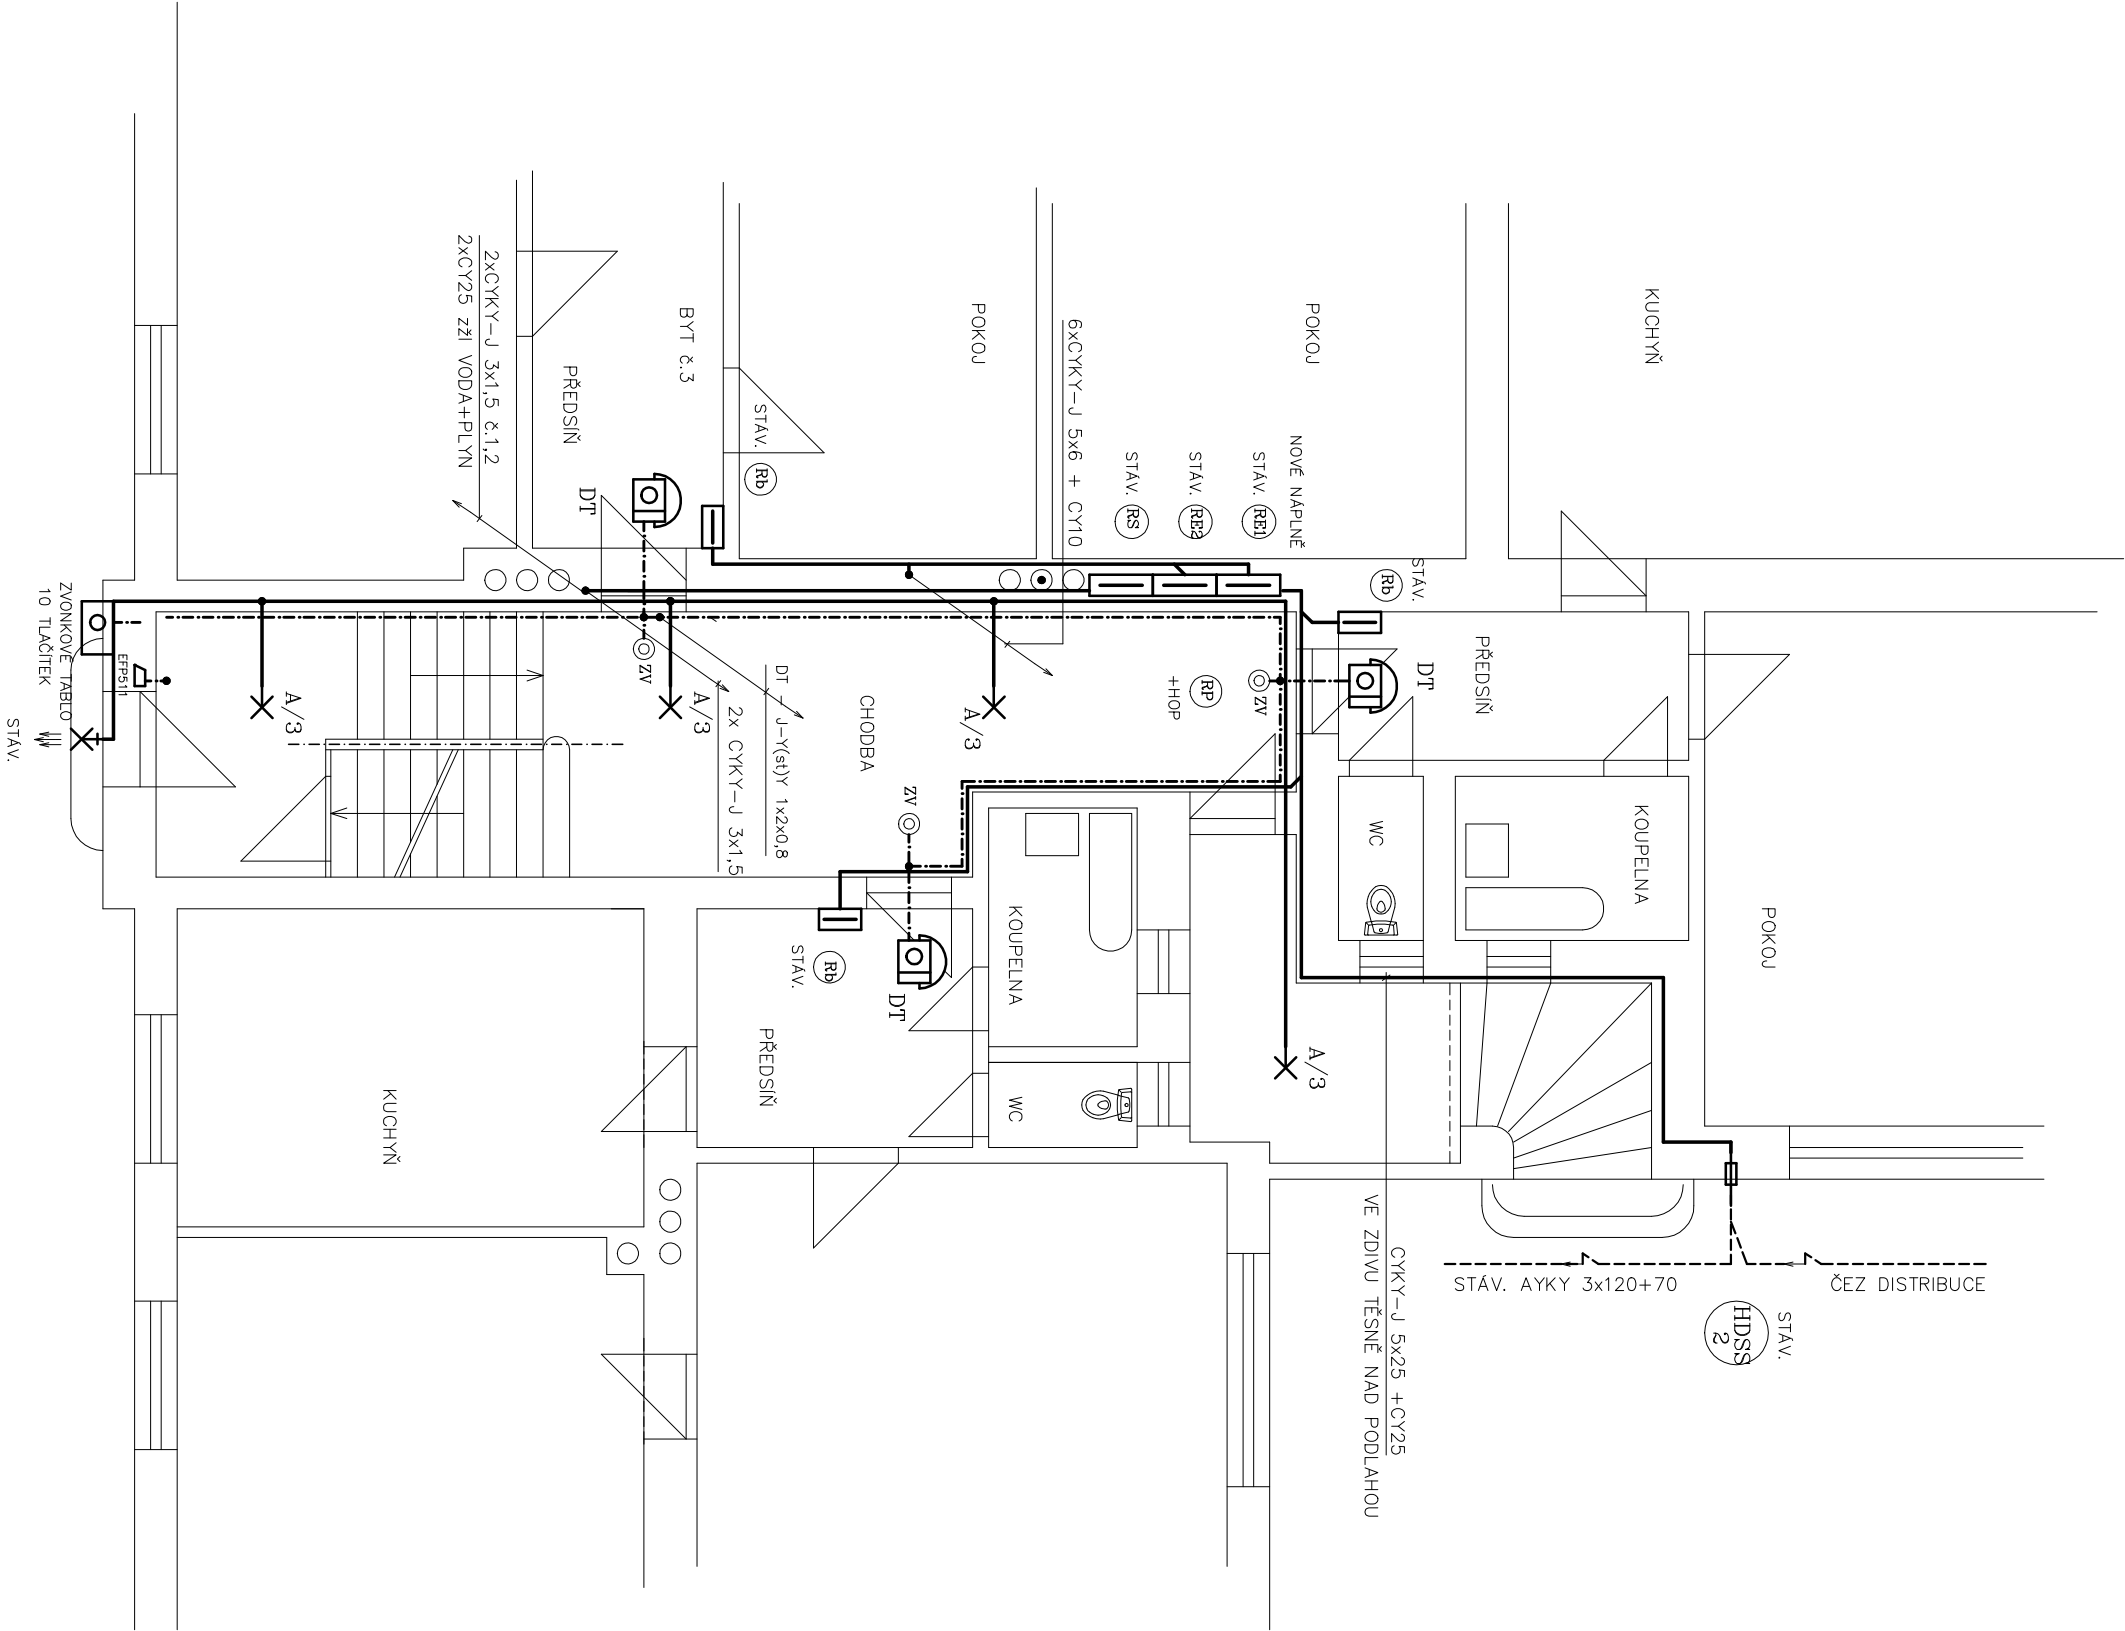 KUCHYŇ
POKOJ
POKOJ
BYT č.3
PŘEDSÍŇ
STÁV.
Rb
2xCYKY-J 3x1,5 č.1,2
2xCY25 zžl VODA+PLYN
6xCYKY-J 5x6 + CY10
NOVÉ NÁPLNĚ
STÁV. RE1
STÁV. RE2
STÁV. RS
DT
STÁV.
Rb
PŘEDSÍŇ
DT
ZV
ZV
RP
+HOP
A/3
A/3
A/3
CHODBA
DT - J-Y(st)Y 1x2x0,8
2x CYKY-J 3x1,5
ZVONKOVÉ TABLO
10 TLAČÍTEK
EFP511
STÁV.
ZV
WC
KOUPELNA
POKOJ
KOUPELNA
Rb
STÁV.
DT
PŘEDSÍŇ
WC
KUCHYŇ
A/3
CYKY-J 5x25 +CY25
VE ZDIVU TĚSNĚ NAD PODLAHOU
STÁV. AYKY 3x120+70
ČEZ DISTRIBUCE
STÁV.
HDSS
2